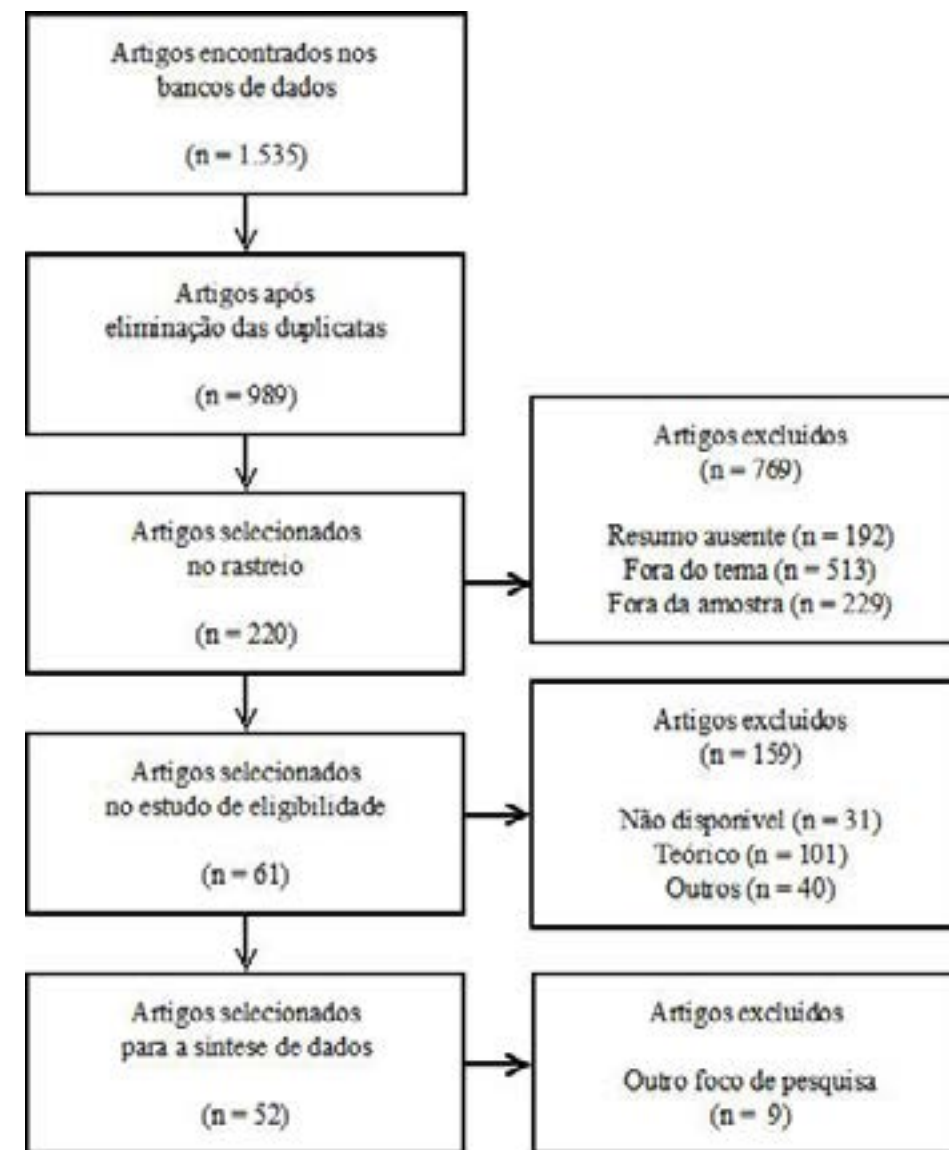 Artigos encontrados nos
bancos de dados
(n = 1.535)
Artigos após
eliminação das duplicatas
(n = 989)
Artigos selecionados
no rastreio
(n = 220)
Artigos excluidos
(n = 769)
Resumo ausente (n = 192)
Fora do tema (n = 513)
Fora da amostra (n = 229)
Artigos selecionados
no estudo de eligibilidade
(n = 61)
Artigos excluidos
(n = 159)
Não disponivel (n = 31)
Teórico (n = 101)
Outros (n = 40)
Artigos selecionados
para a sintese de dados
(n = 52)
Artigos excluidos
Outro foco de pesquisa
(n = 9)